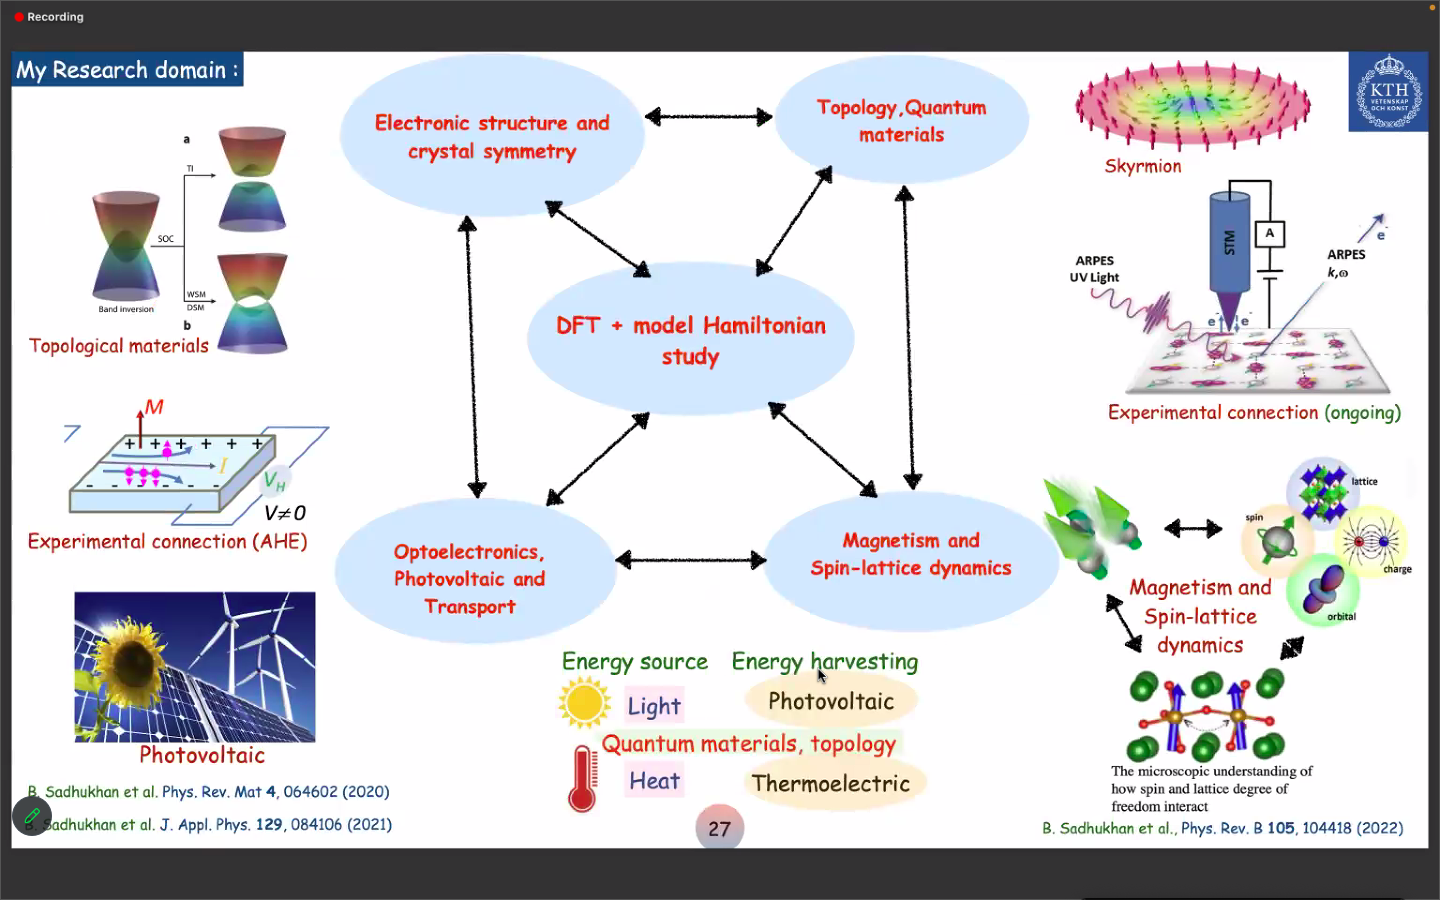 Recording
My Research domain :
KTH
VETENSKAP
OCH KONST
Electronic structure and
crystal symmetry
Topology,Quantum
materials
DFT + model Hamiltonian
study
Optoelectronics,
Photovoltaic and
Transport
Magnetism and
Spin-lattice dynamics
a
TI
SOC
WSM
DSM
Band inversion
b
Topological materials
M
+ + + + + +
I
- - - - - -
VH
V≠0
Experimental connection (AHE)
Photovoltaic
B. Sadhukhan et al. Phys. Rev. Mat 4, 064602 (2020)
B. Sadhukhan et al. J. Appl. Phys. 129, 084106 (2021)
Energy source
Energy harvesting
Light
Photovoltaic
Quantum materials, topology
Heat
Thermoelectric
27
Skyrmion
STM
A
e-
ARPES
UV Light
ARPES
k,ω
e-
e-
Experimental connection (ongoing)
lattice
spin
charge
orbital
Magnetism and
Spin-lattice
dynamics
The microscopic understanding of
how spin and lattice degree of
freedom interact
B. Sadhukhan et al., Phys. Rev. B 105, 104418 (2022)